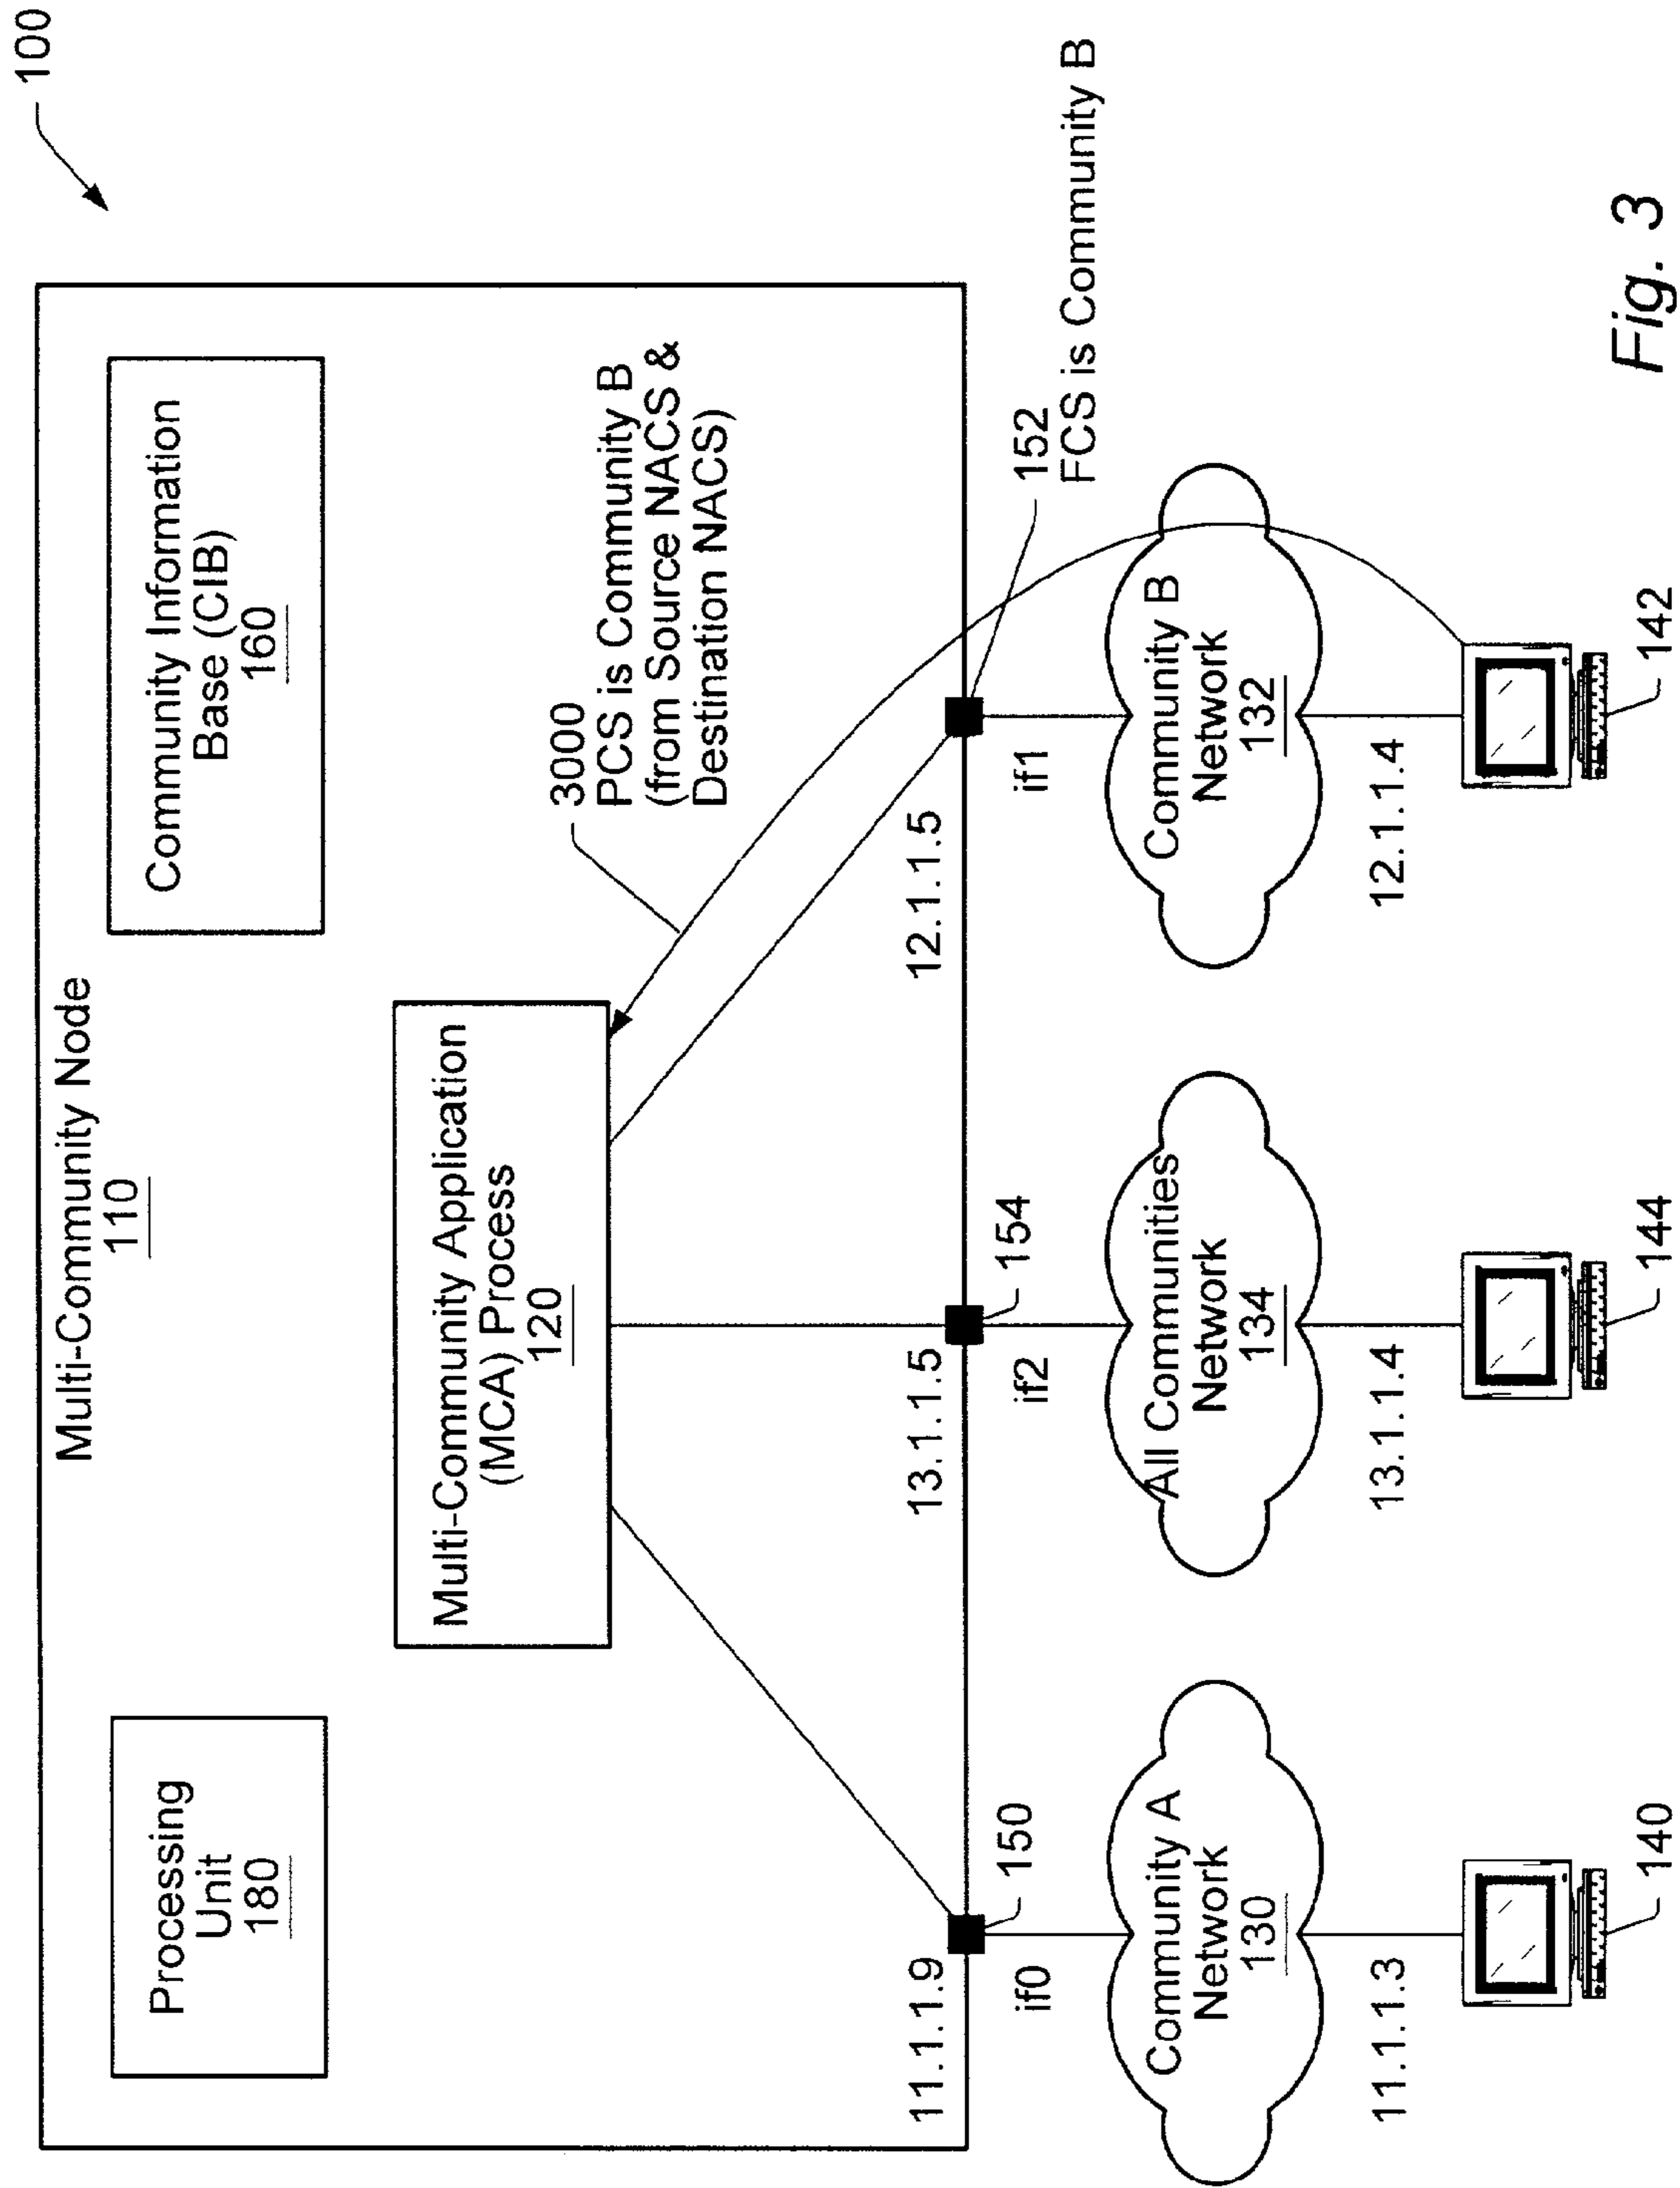 100
Multi-Community Node
110
Processing
Unit
180
Community Information
Base (CIB)
160
Multi-Community Application
(MCA) Process
120
3000
PCS is Community B
(from Source NACS &
Destination NACS)
11.1.1.9
13.1.1.5
12.1.1.5
150
154
152
FCS is Community B
if0
if2
if1
Community A
Network
130
All Communities
Network
134
Community B
Network
132
11.1.1.3
13.1.1.4
12.1.1.4
140
144
142
Fig. 3